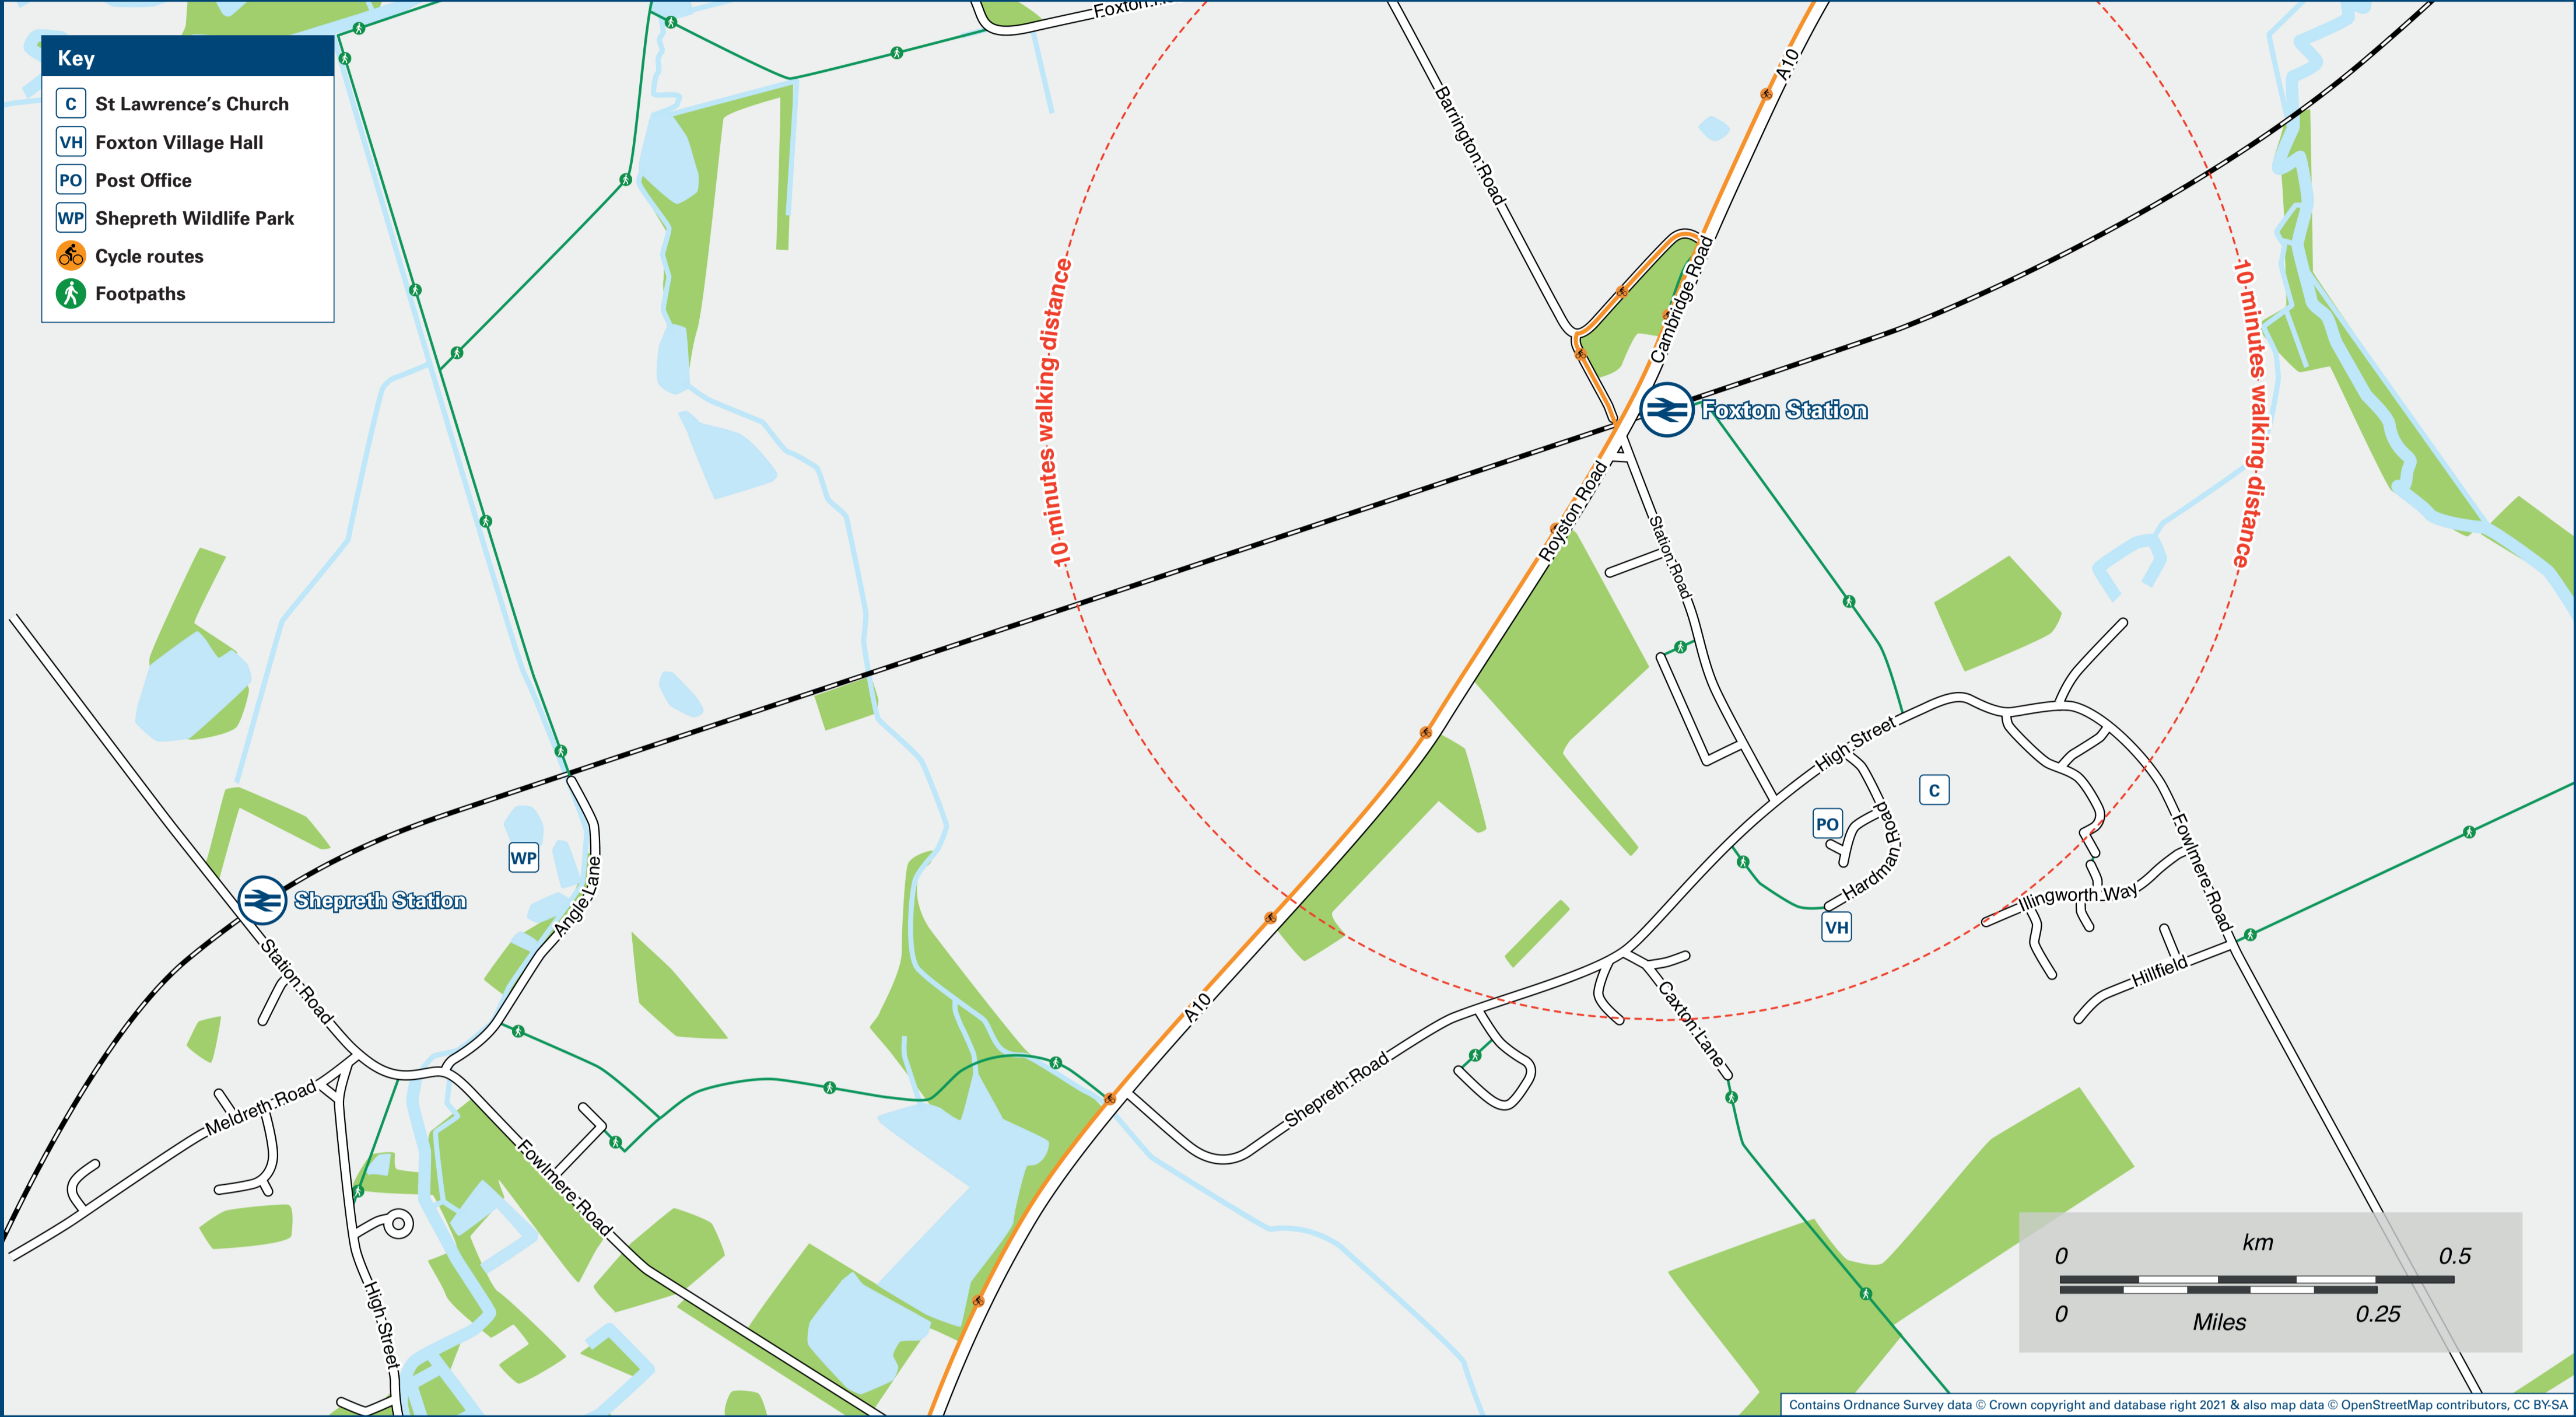 Key
C St Lawrence's Church
VH Foxton Village Hall
PO Post Office
WP Shepreth Wildlife Park
Cycle routes
Footpaths
A10
Barrington Road
10 minutes walking distance
Cambridge Road
10 minutes walking distance
Foxton Station
Royston Road
Station Road
High Street
C
PO
Hardman Road
VH
Fowlmere Road
Illingworth Way
Hillfield
WP
Shepreth Station
Angle Lane
Station Road
A10
Caxton Lane
Shepreth Road
Meldreth Road
Fowlmere Road
High Street
km
0 0.5
0 0.25
Miles
Contains Ordnance Survey data © Crown copyright and database right 2021 & also map data © OpenStreetMap contributors, CC BY-SA